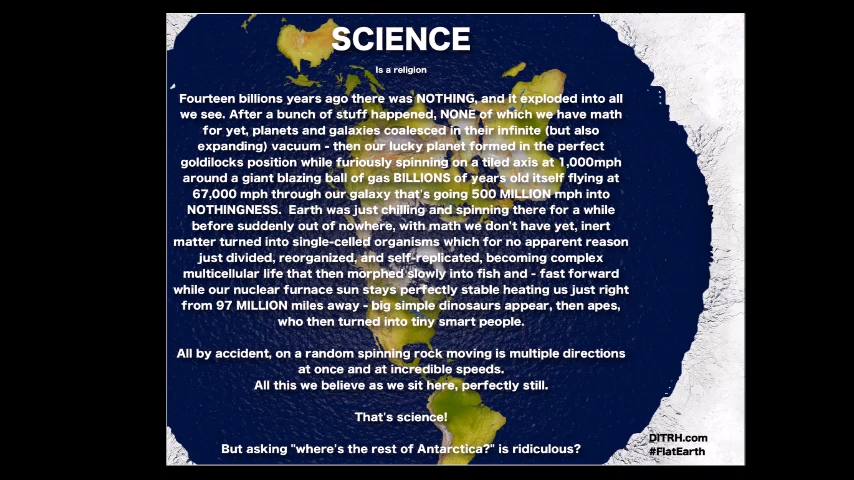 SCIENCE
Is a religion
Fourteen billions years ago there was NOTHING, and it exploded into all
we see. After a bunch of stuff happened, NONE of which we have math
for yet, planets and galaxies coalesced in their infinite (but also
expanding) vacuum - then our lucky planet formed in the perfect
goldilocks position while furiously spinning on a tiled axis at 1,000mph
around a giant blazing ball of gas BILLIONS of years old itself flying at
67,000 mph through our galaxy that's going 500 MILLION mph into
NOTHINGNESS. Earth was just chilling and spinning there for a while
before suddenly out of nowhere, with math we don't have yet, inert
matter turned into single-celled organisms which for no apparent reason
just divided, reorganized, and self-replicated, becoming complex
multicellular life that then morphed slowly into fish and - fast forward
while our nuclear furnace sun stays perfectly stable heating us just right
from 97 MILLION miles away - big simple dinosaurs appear, then apes,
who then turned into tiny smart people.
All by accident, on a random spinning rock moving is multiple directions
at once and at incredible speeds.
All this we believe as we sit here, perfectly still.
That's science!
But asking "where's the rest of Antarctica?" is ridiculous?
DITRH.com
#FlatEarth